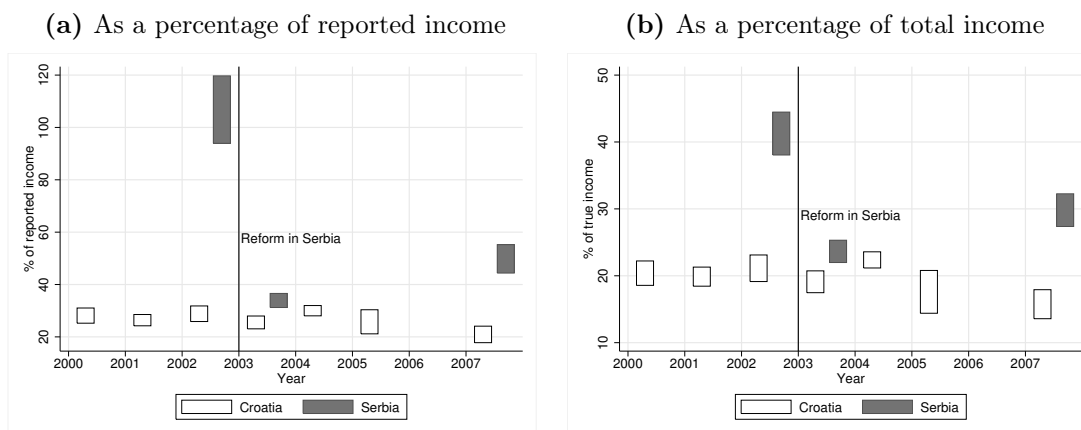 (a) As a percentage of reported income
% of reported income
120
100
80
60
40
20
Reform in Serbia
2000 2001 2002 2003 2004 2005 2006 2007
Year
Croatia Serbia
(b) As a percentage of total income
% of true income
50
40
30
20
10
Reform in Serbia
2000 2001 2002 2003 2004 2005 2006 2007
Year
Croatia Serbia